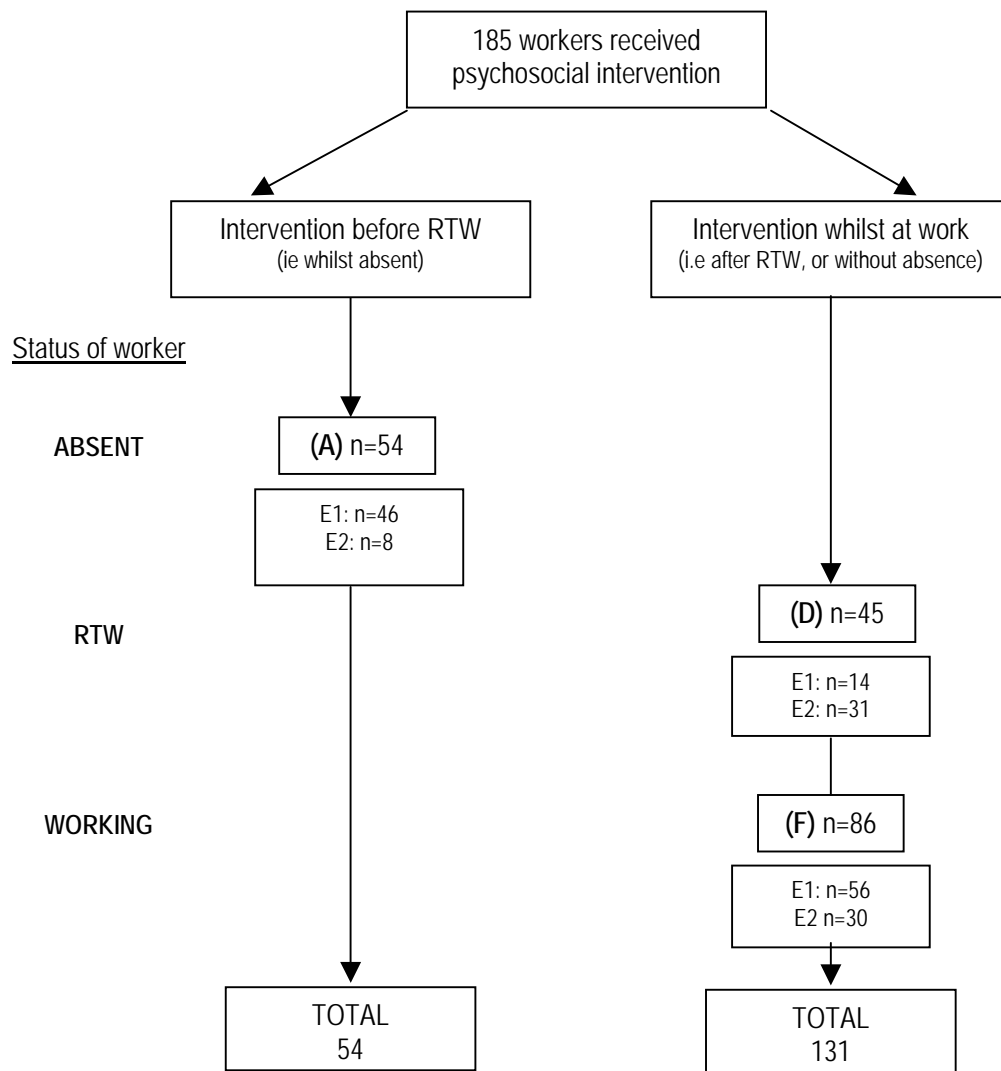 185 workers received
psychosocial intervention
Intervention before RTW
(ie whilst absent)
Intervention whilst at work
(i.e after RTW, or without absence)
Status of worker
ABSENT
(A) n=54
E1: n=46
E2: n=8
RTW
(D) n=45
E1: n=14
E2: n=31
WORKING
(F) n=86
E1: n=56
E2 n=30
TOTAL
54
TOTAL
131